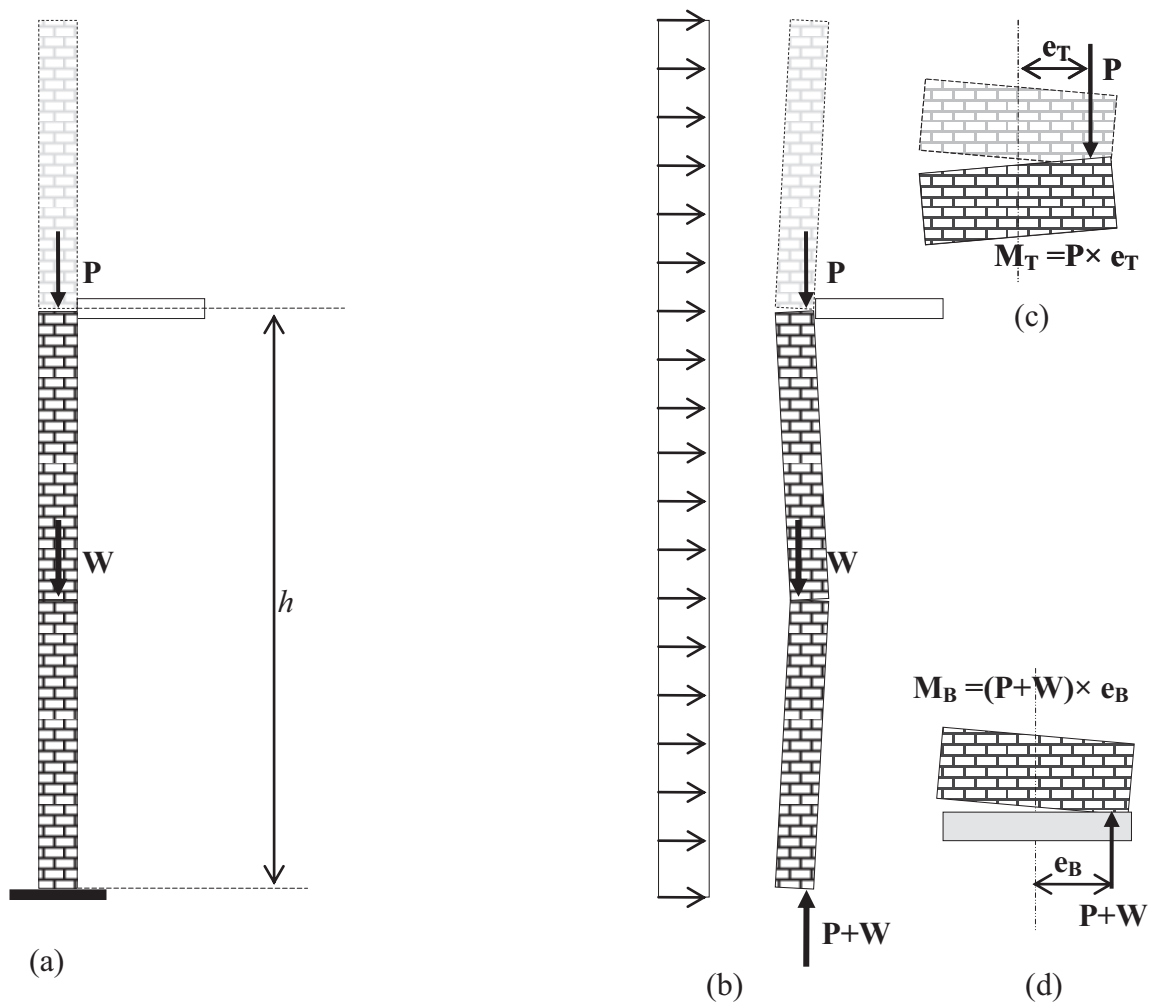 P
W
h
(a)
P
W
P+W
(b)
e_T
P
M_T =P× e_T
(c)
M_B =(P+W)× e_B
e_B
P+W
(d)